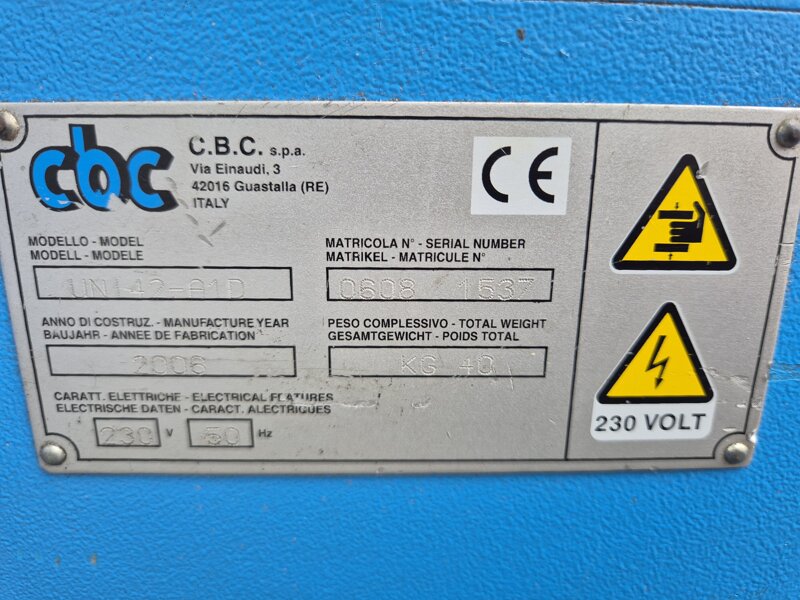 cbc
C.B.C. s.p.a.
Via Einaudi, 3
42016 Guastalla (RE)
ITALY
CE
MODELLO - MODEL
MODELL - MODELE
UNI42-A1D
MATRICOLA N° - SERIAL NUMBER
MATRIKEL - MATRICULE N°
0608 1537
ANNO DI COSTRUZ. - MANUFACTURE YEAR
BAUJAHR - ANNEE DE FABRICATION
2006
PESO COMPLESSIVO - TOTAL WEIGHT
GESAMTGEWICHT - POIDS TOTAL
KG 40
CARATT. ELETTRICHE - ELECTRICAL FEATURES
ELECTRISCHE DATEN - CARACT. ALECTRIQUES
230 V 50 Hz
230 VOLT